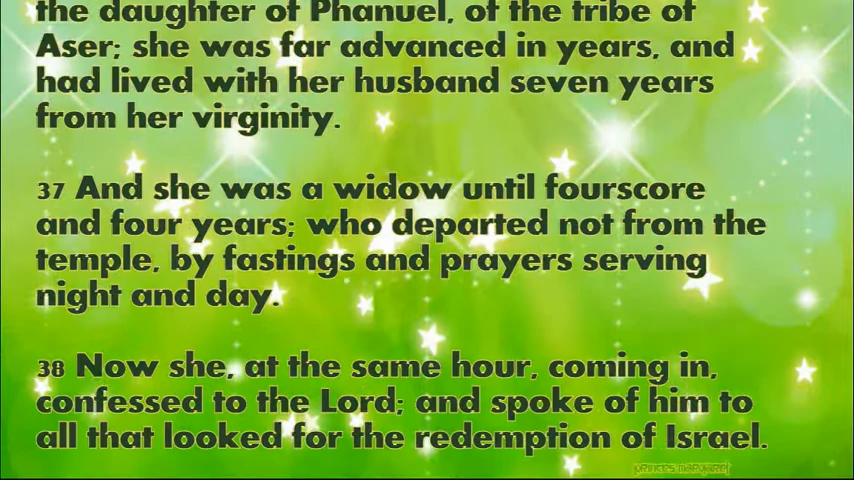 the daughter of Phanuel, of the tribe of
Aser; she was far advanced in years, and
had lived with her husband seven years
from her virginity.
37 And she was a widow until fourscore
and four years; who departed not from the
temple, by fastings and prayers serving
night and day.
38 Now she, at the same hour, coming in,
confessed to the Lord; and spoke of him to
all that looked for the redemption of Israel.